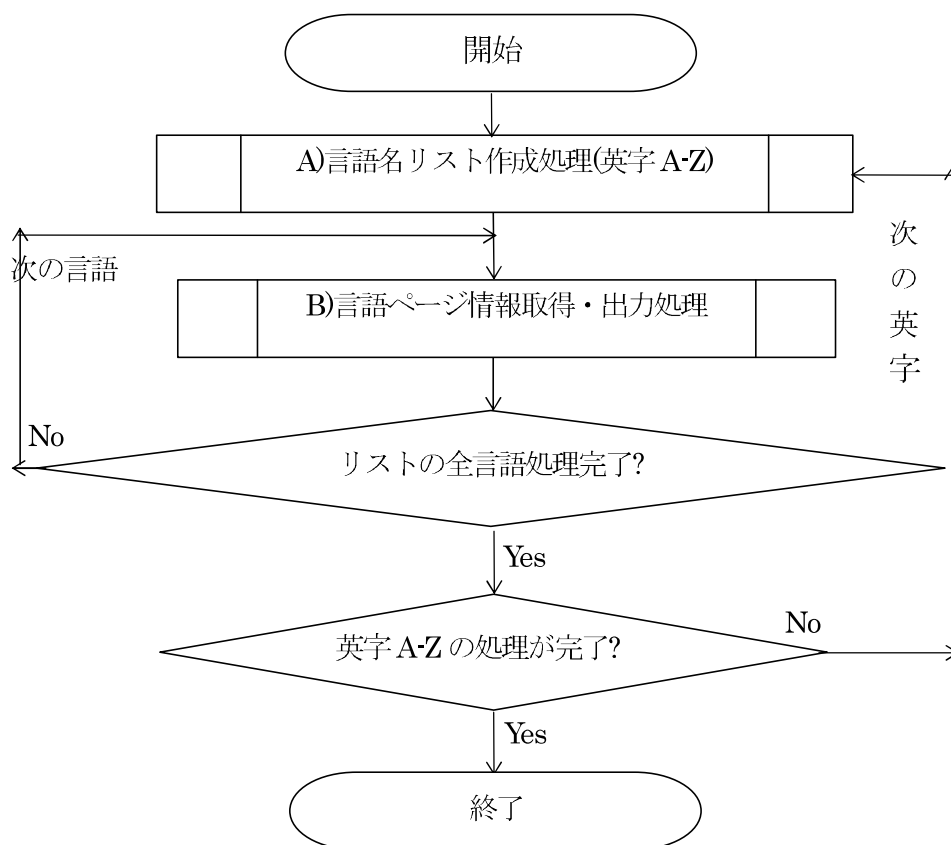 開始
A)言語名リスト作成処理(英字 A-Z)
次の英字
次の言語
B)言語ページ情報取得・出力処理
No
リストの全言語処理完了?
Yes
No
英字 A-Z の処理が完了?
Yes
終了